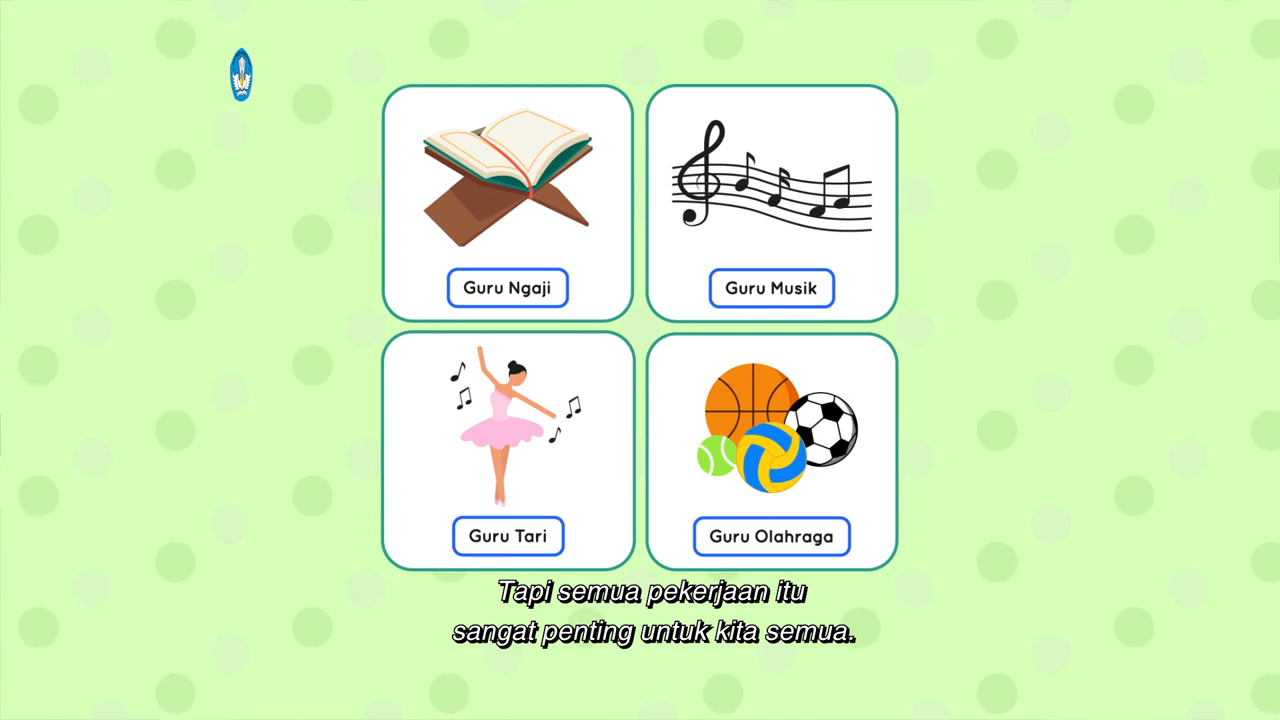 Guru Ngaji
Guru Musik
Guru Tari
Guru Olahraga
Tapi semua pekerjaan itu
sangat penting untuk kita semua.